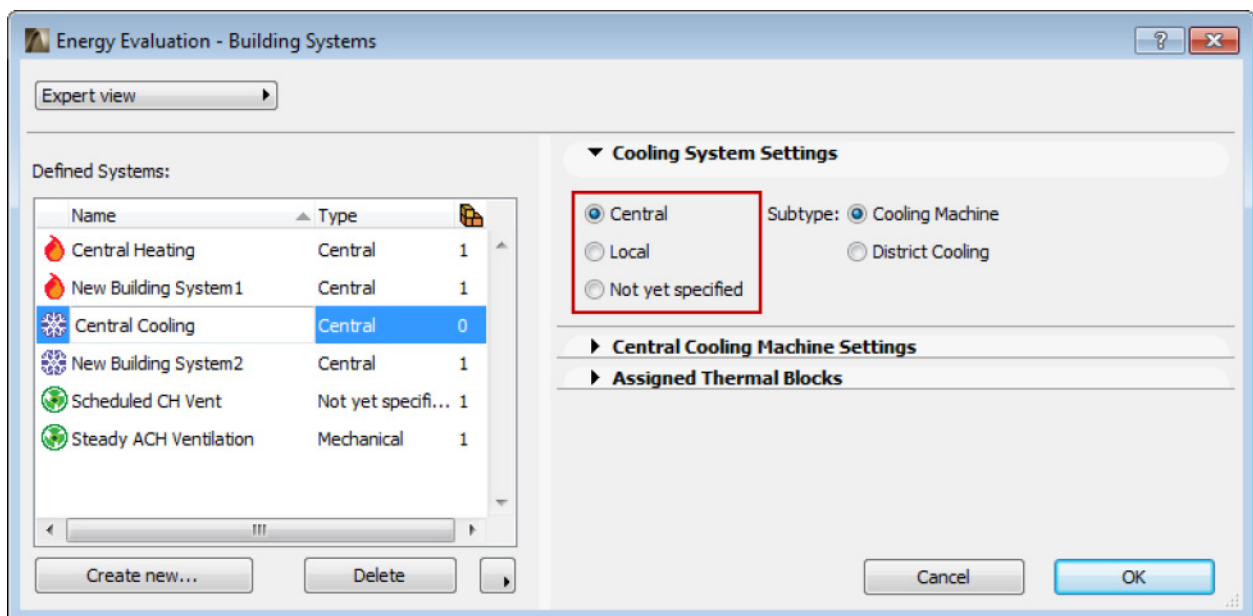 Energy Evaluation - Building Systems
?
Expert view
Defined Systems:
Name Type
Central Heating Central 1
New Building System1 Central 1
Central Cooling Central 0
New Building System2 Central 1
Scheduled CH Vent Not yet specifi... 1
Steady ACH Ventilation Mechanical 1
Create new... Delete
Cooling System Settings
Central Subtype: Cooling Machine
Local District Cooling
Not yet specified
Central Cooling Machine Settings
Assigned Thermal Blocks
Cancel OK